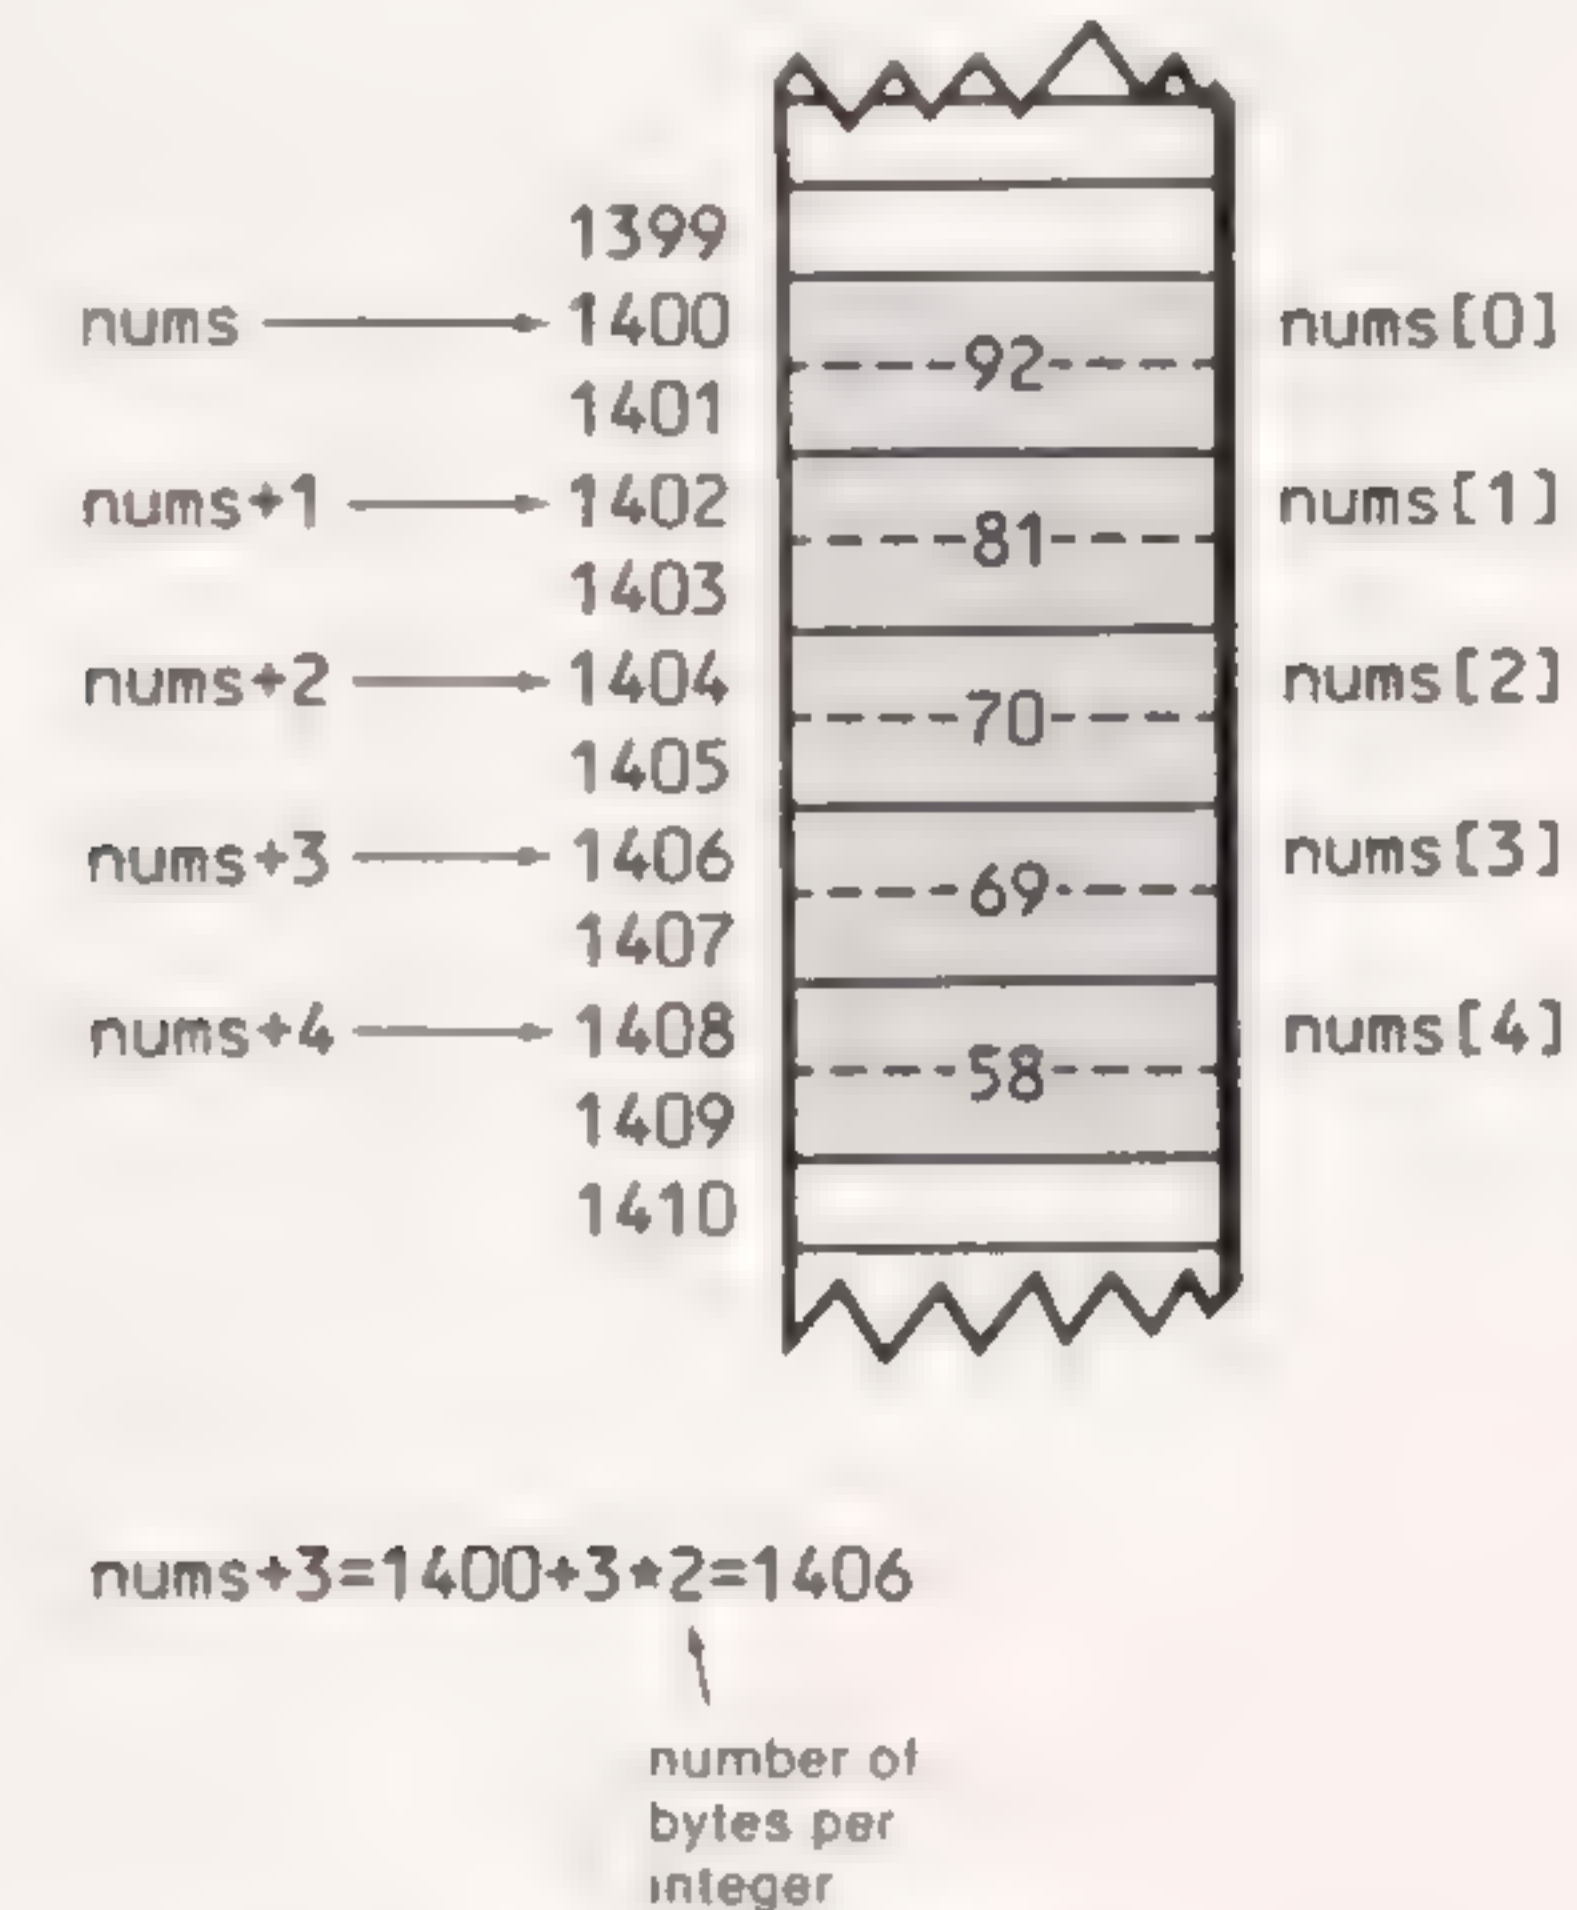 1399
nums 1400 nums[0]
92
1401
nums+1 1402 nums[1]
81
1403
nums+2 1404 nums[2]
70
1405
nums+3 1406 nums[3]
69
1407
nums+4 1408 nums[4]
58
1409
1410
nums+3=1400+3*2=1406
number of
bytes per
integer